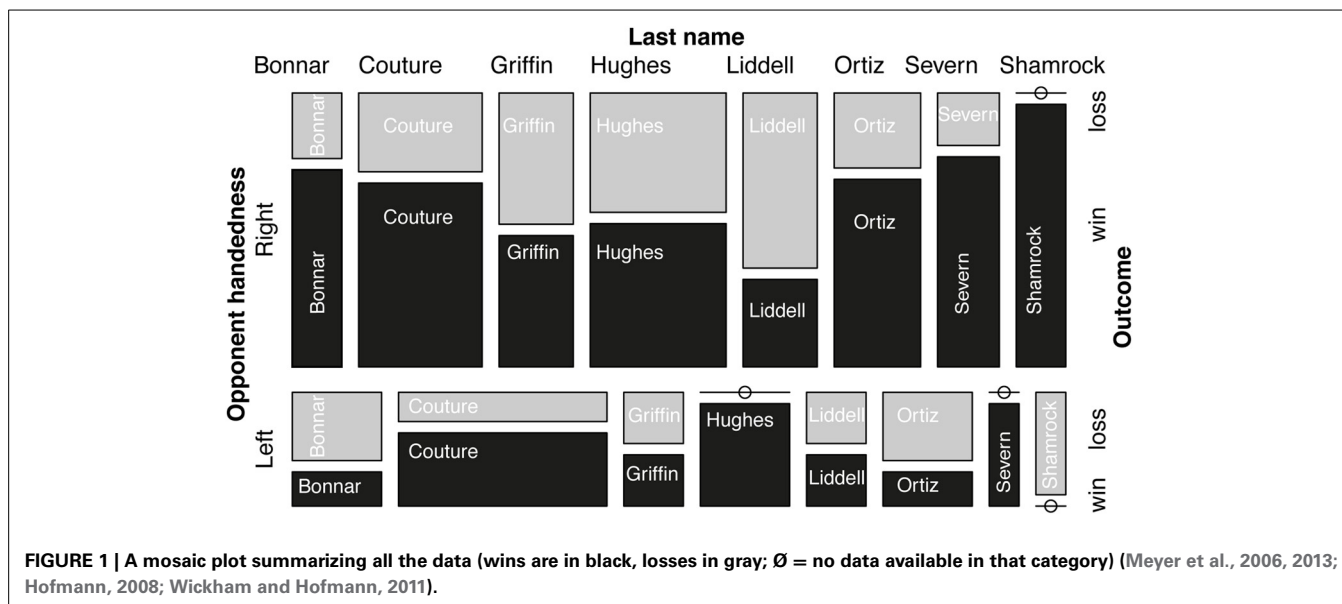 Last name
Bonnar Couture Griffin Hughes Liddell Ortiz Severn Shamrock
Opponent handedness
Right
Left
Bonnar Couture Griffin Hughes Liddell Ortiz Severn
Bonnar Couture Griffin Hughes Liddell Ortiz Severn Shamrock
Bonnar Couture Griffin Hughes Liddell Ortiz Severn Shamrock
Bonnar Couture Griffin Liddell Ortiz
loss
win
loss
win
Outcome
FIGURE 1 | A mosaic plot summarizing all the data (wins are in black, losses in gray; Ø = no data available in that category) (Meyer et al., 2006, 2013;
Hofmann, 2008; Wickham and Hofmann, 2011).